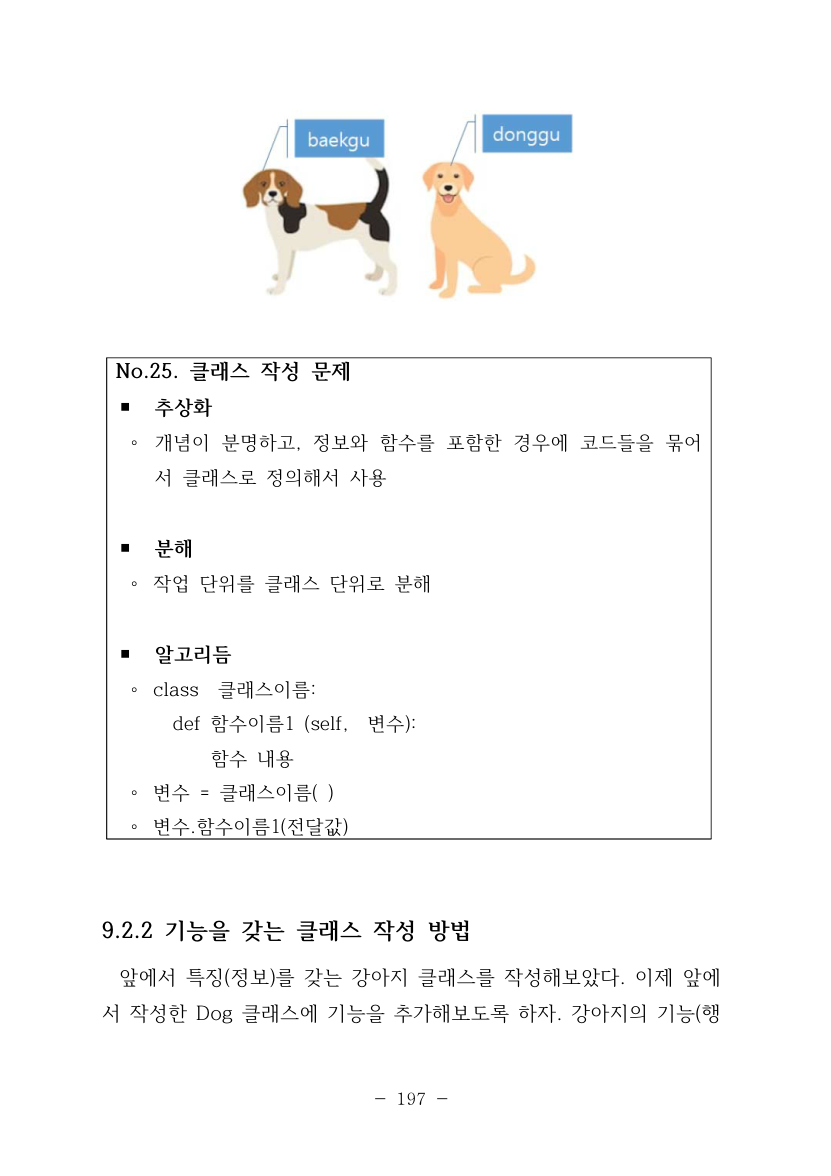 baekgu
donggu
No.25. 클래스 작성 문제
■ 추상화
◦ 개념이 분명하고, 정보와 함수를 포함한 경우에 코드들을 묶어
서 클래스로 정의해서 사용
■ 분해
◦ 작업 단위를 클래스 단위로 분해
■ 알고리듬
◦ class 클래스이름:
def 함수이름1 (self, 변수):
함수 내용
◦ 변수 = 클래스이름( )
◦ 변수.함수이름1(전달값)
9.2.2 기능을 갖는 클래스 작성 방법
앞에서 특징(정보)를 갖는 강아지 클래스를 작성해보았다. 이제 앞에
서 작성한 Dog 클래스에 기능을 추가해보도록 하자. 강아지의 기능(행
- 197 -